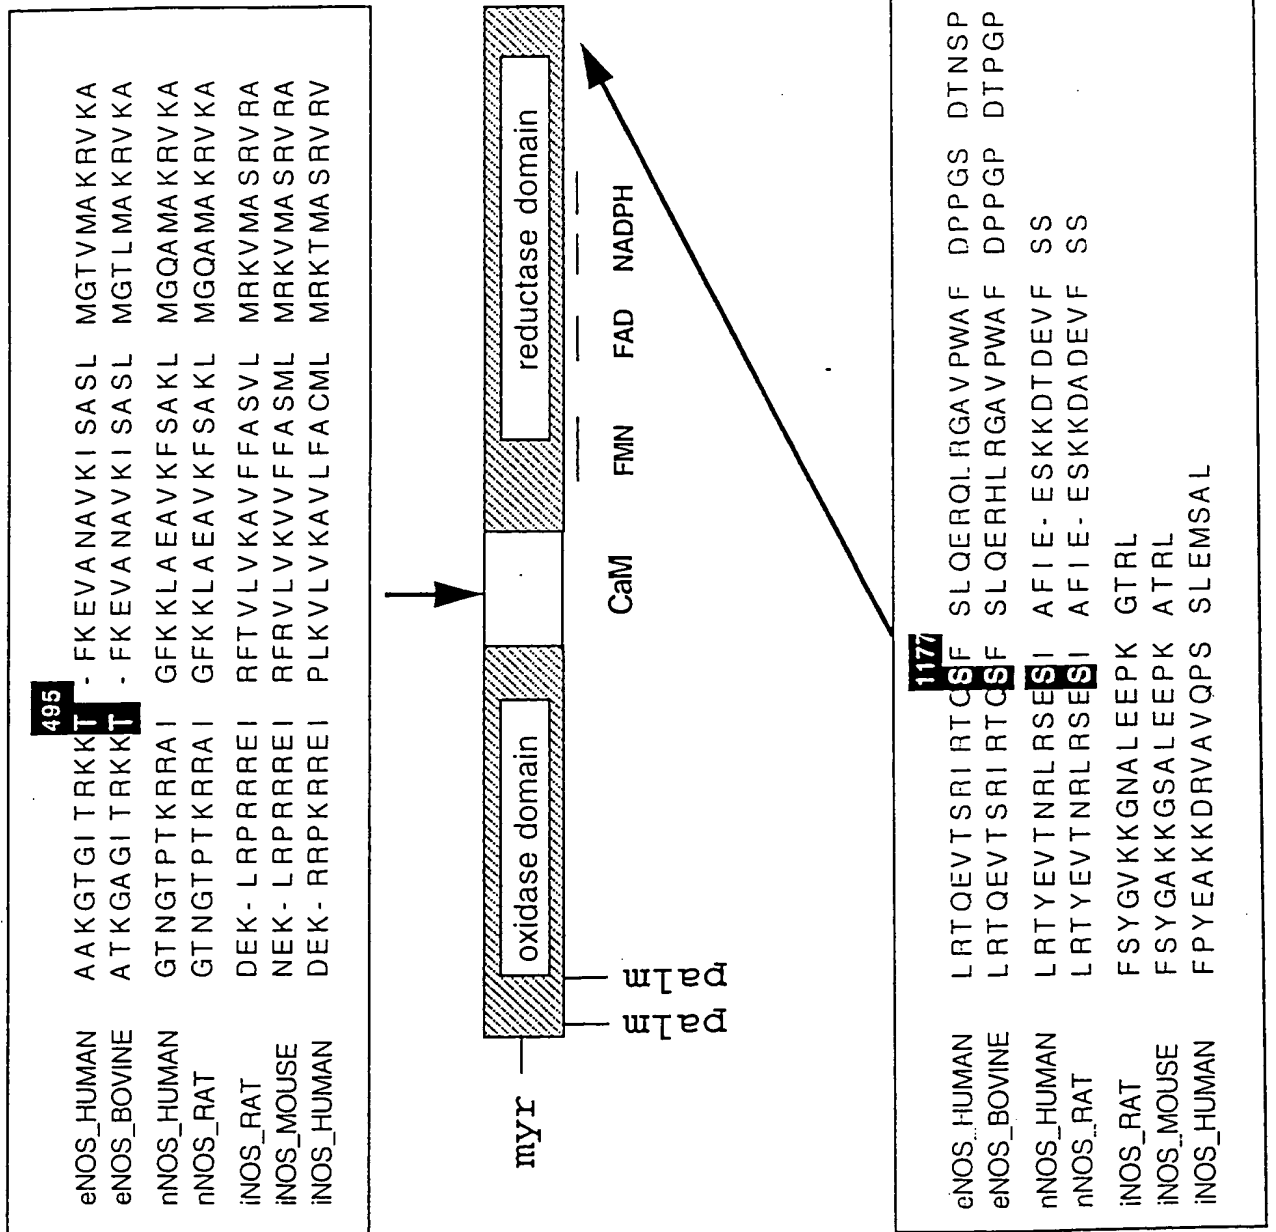 495
eNOS_HUMAN AAKGTGITRKKT -FKEVANAVKISASL MGTVMAKRVKA
eNOS_BOVINE ATKGAGITRKKT -FKEVANAVKISASL MGTLMAKRVKA
nNOS_HUMAN GTNGTPTKRRAI GFKKLAEAVKFSAKL MGQAMAKRVKA
nNOS_RAT GTNGTPTKRRAI GFKKLAEAVKFSAKL MGQAMAKRVKA
iNOS_RAT DEK-LRPRRREI RFTVLVKAVFFASVL MRKVMASRVRA
iNOS_MOUSE NEK-LRPRRREI RFRVLVKVVFFASML MRKVMASRVRA
iNOS_HUMAN DEK-RRPKRREI PLKVLVKAVLFACML MRKTMASRVRV
oxidase domain
reductase domain
myr
palm
palm
CaM
FMN FAD NADPH
1177
eNOS_HUMAN LRTQEVTSRIRTQSF SLQERQLRGAVPWAF DPPGS DTNSP
eNOS_BOVINE LRTQEVTSRIRTQSF SLQERHLRGAVPWAF DPPGP DTPGP
nNOS_HUMAN LRTYEVTNRLRSESI AFIE-ESKKDTDEVF SS
nNOS_RAT LRTYEVTNRLRSESI AFIE-ESKKDADEVF SS
iNOS_RAT FSYGVKKGNALEEPK GTRL
iNOS_MOUSE FSYGAKKGSALEEPK ATRL
iNOS_HUMAN FPYEAKKDRVAVQPS SLEMSAL